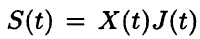 S(t) = X(t)J(t)